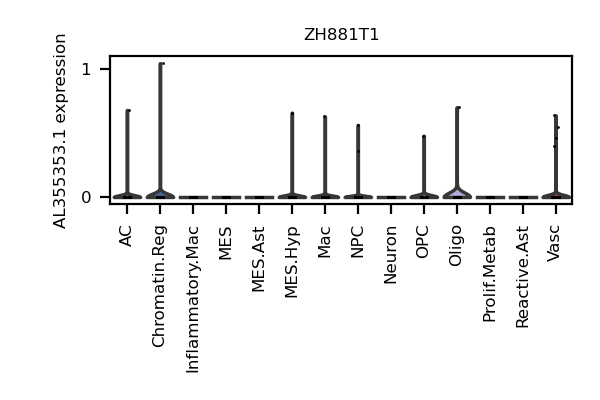 ZH881T1
AL355353.1 expression
1
0
AC
Chromatin.Reg
Inflammatory.Mac
MES
MES.Ast
MES.Hyp
Mac
NPC
Neuron
OPC
Oligo
Prolif.Metab
Reactive.Ast
Vasc